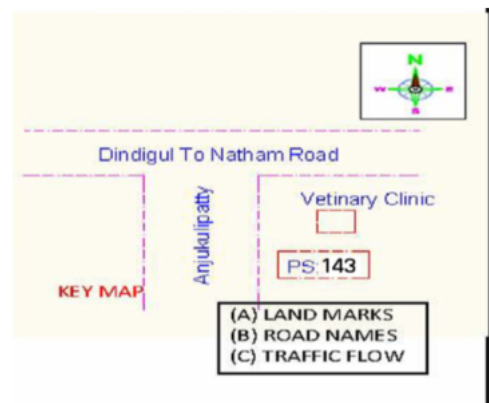 N
W E
S
Dindigul To Natham Road
Anjukulipatty
Vetinary Clinic
PS: 143
KEY MAP
(A) LAND MARKS
(B) ROAD NAMES
(C) TRAFFIC FLOW